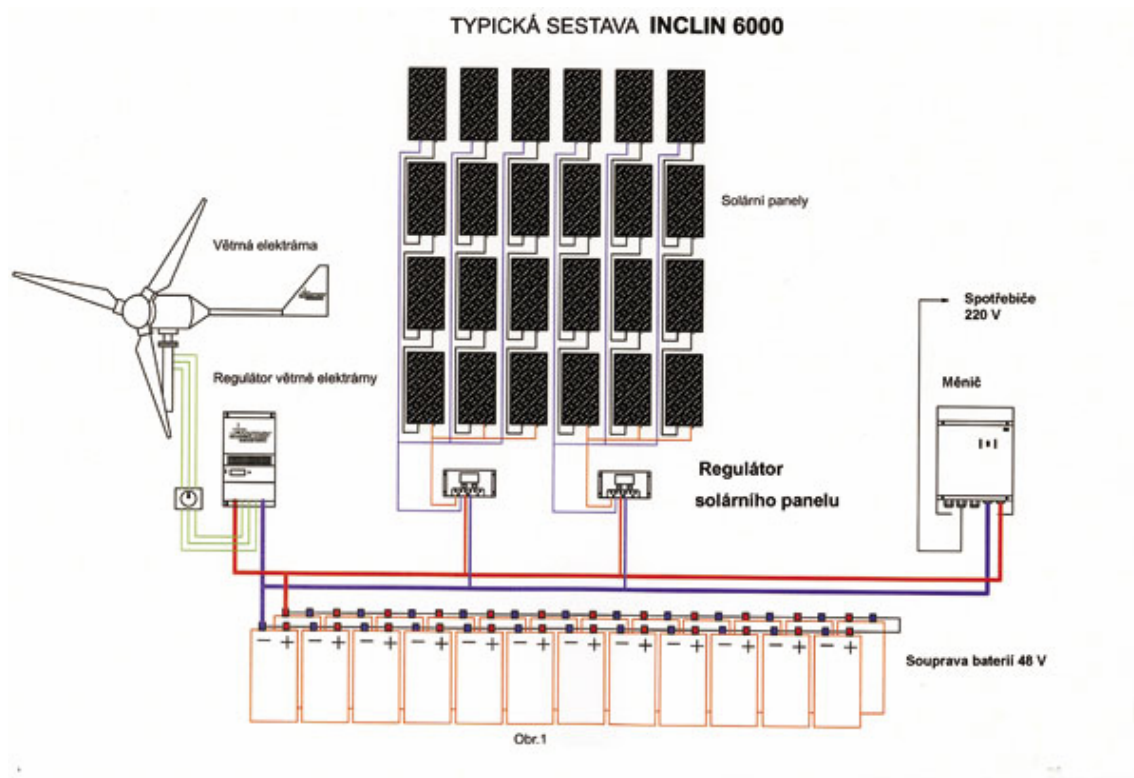 TYPICKÁ SESTAVA INCLIN 6000
Solární panely
Větrná elektrárna
Spotřebiče
220 V
Regulátor větrné elektrárny
Měnič
Regulátor
solárního panelu
− + − + − + − + − + − + − + − + − + − + − + − +
Souprava baterií 48 V
Obr.1